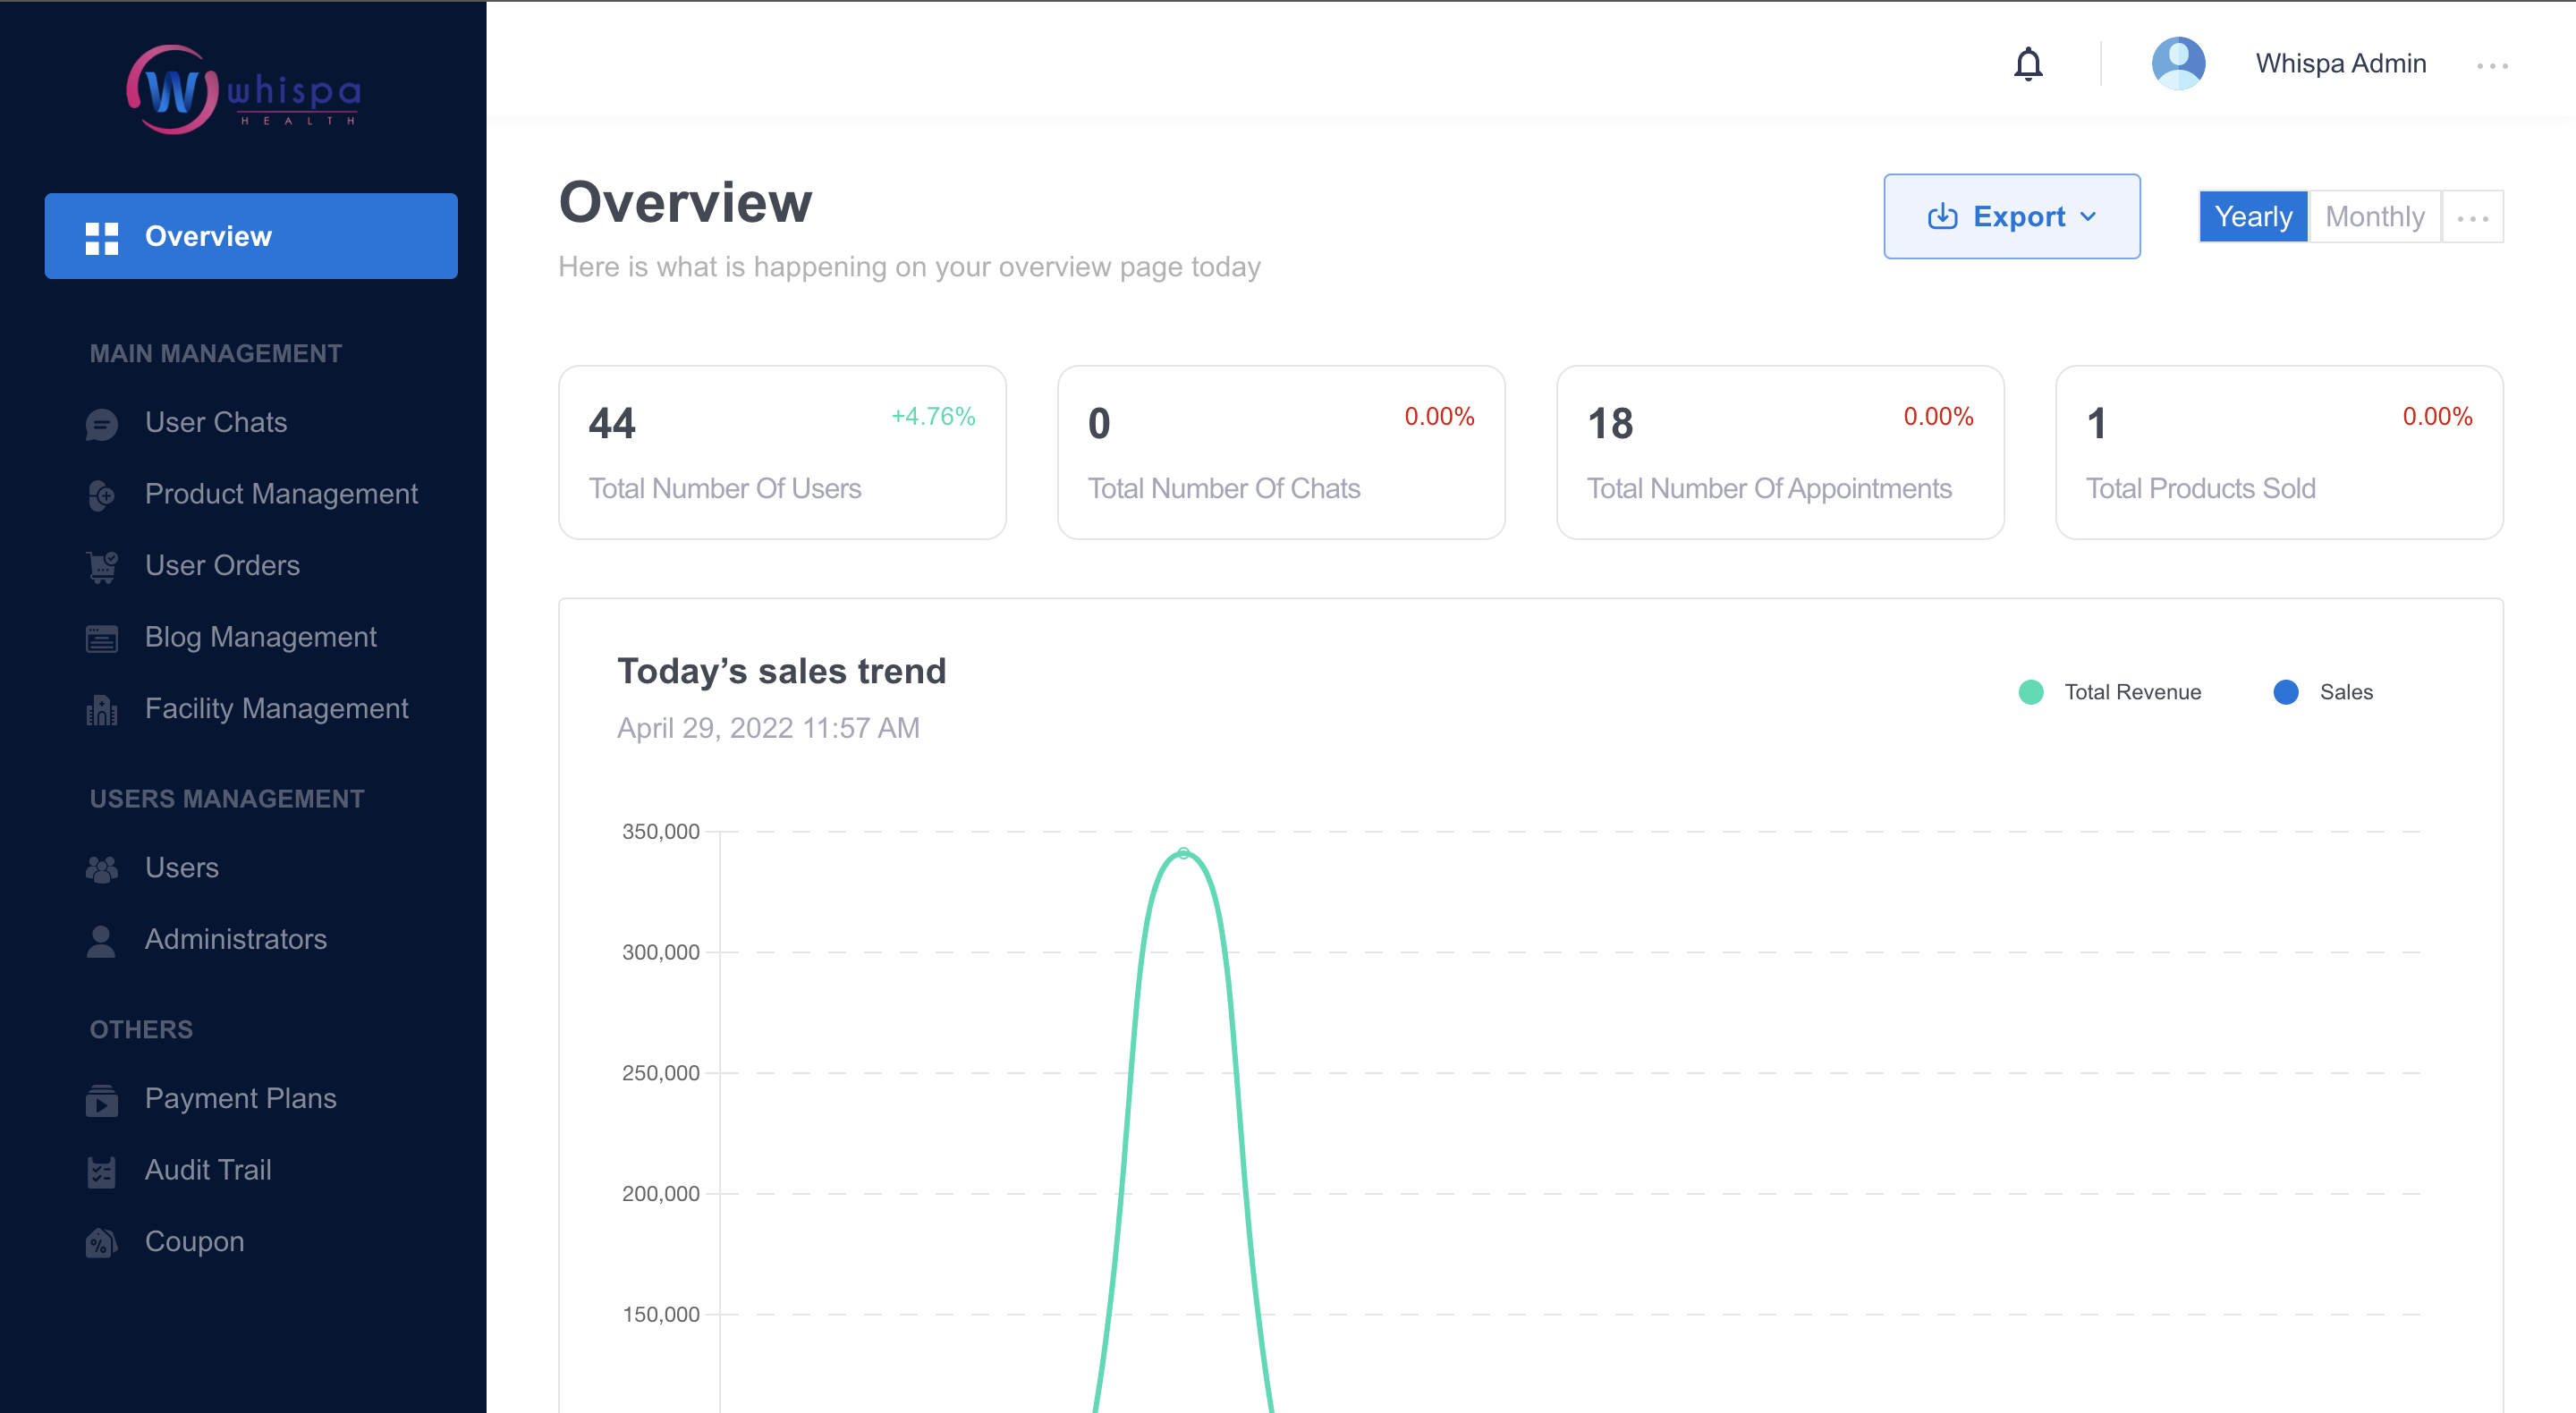 whispa
HEALTH
Whispa Admin
Overview
MAIN MANAGEMENT
User Chats
Product Management
User Orders
Blog Management
Facility Management
USERS MANAGEMENT
Users
Administrators
OTHERS
Payment Plans
Audit Trail
Coupon
Overview
Here is what is happening on your overview page today
Export
Yearly Monthly
44 +4.76%
Total Number Of Users
0 0.00%
Total Number Of Chats
18 0.00%
Total Number Of Appointments
1 0.00%
Total Products Sold
Today’s sales trend
April 29, 2022 11:57 AM
Total Revenue Sales
350,000
300,000
250,000
200,000
150,000